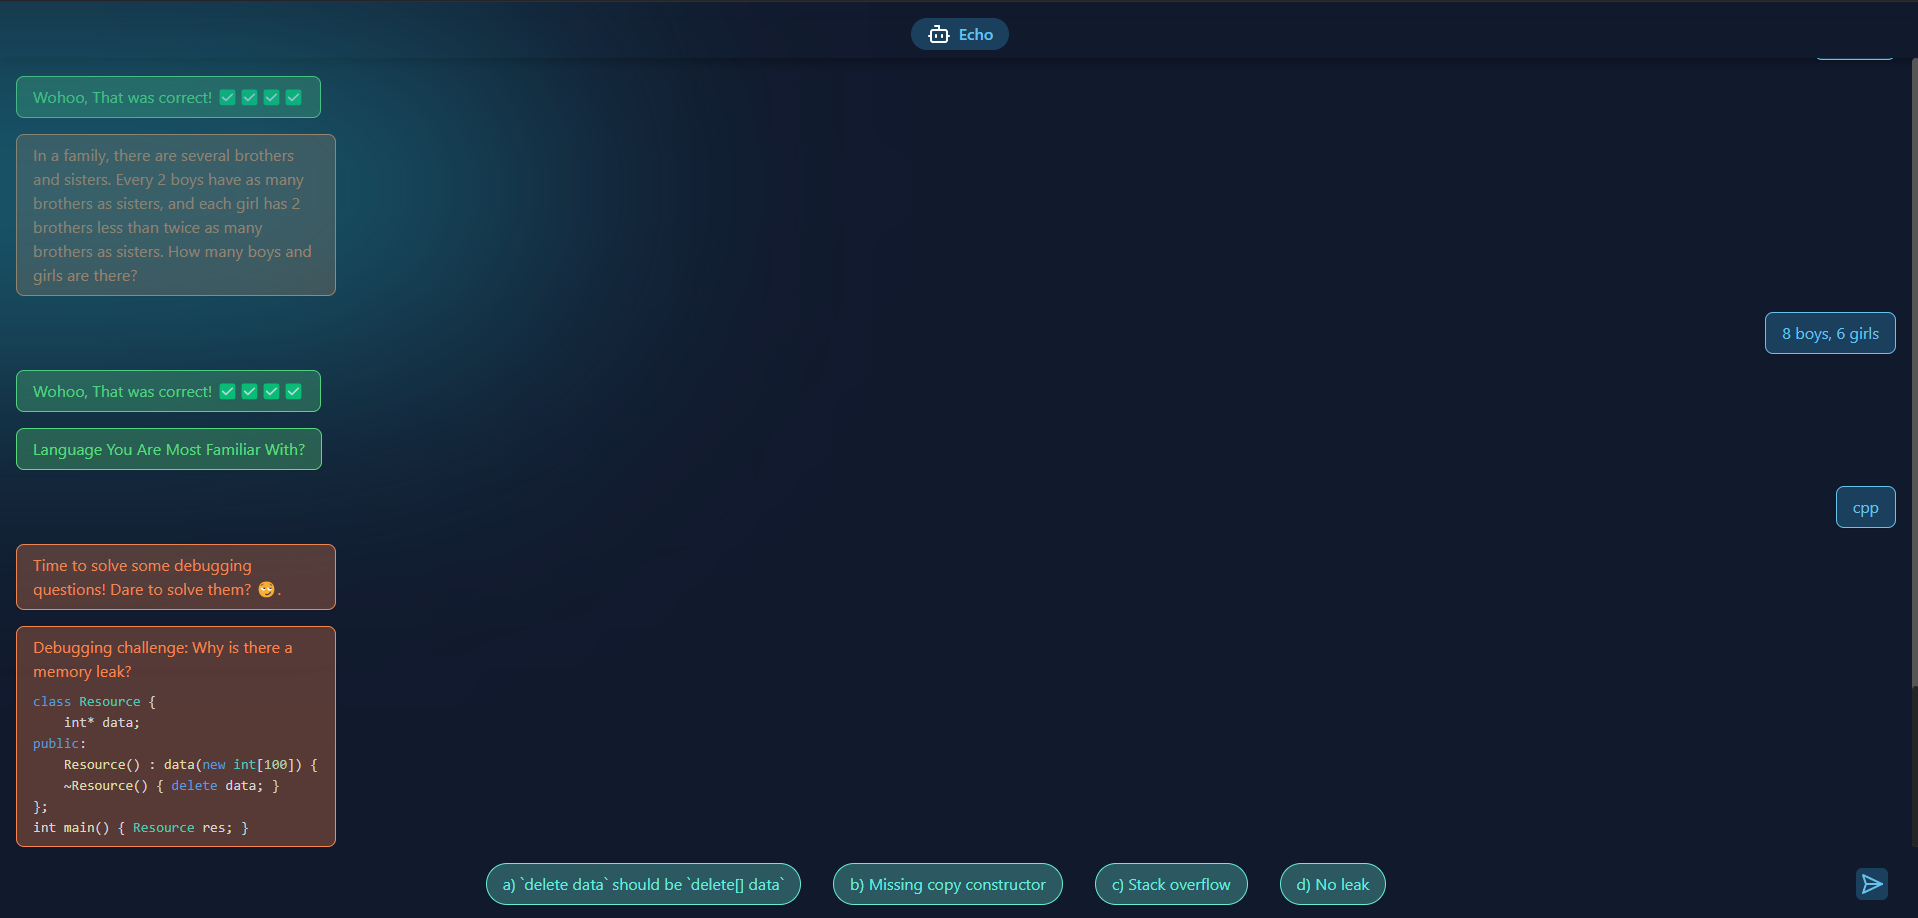 Echo
Wohoo, That was correct! ✅ ✅ ✅ ✅
In a family, there are several brothers
and sisters. Every 2 boys have as many
brothers as sisters, and each girl has 2
brothers less than twice as many
brothers as sisters. How many boys and
girls are there?
8 boys, 6 girls
Wohoo, That was correct! ✅ ✅ ✅ ✅
Language You Are Most Familiar With?
cpp
Time to solve some debugging
questions! Dare to solve them? 🙄.
Debugging challenge: Why is there a
memory leak?
class Resource {
    int* data;
public:
    Resource() : data(new int[100]) {
    ~Resource() { delete data; }
};
int main() { Resource res; }
a) `delete data` should be `delete[] data`
b) Missing copy constructor
c) Stack overflow
d) No leak